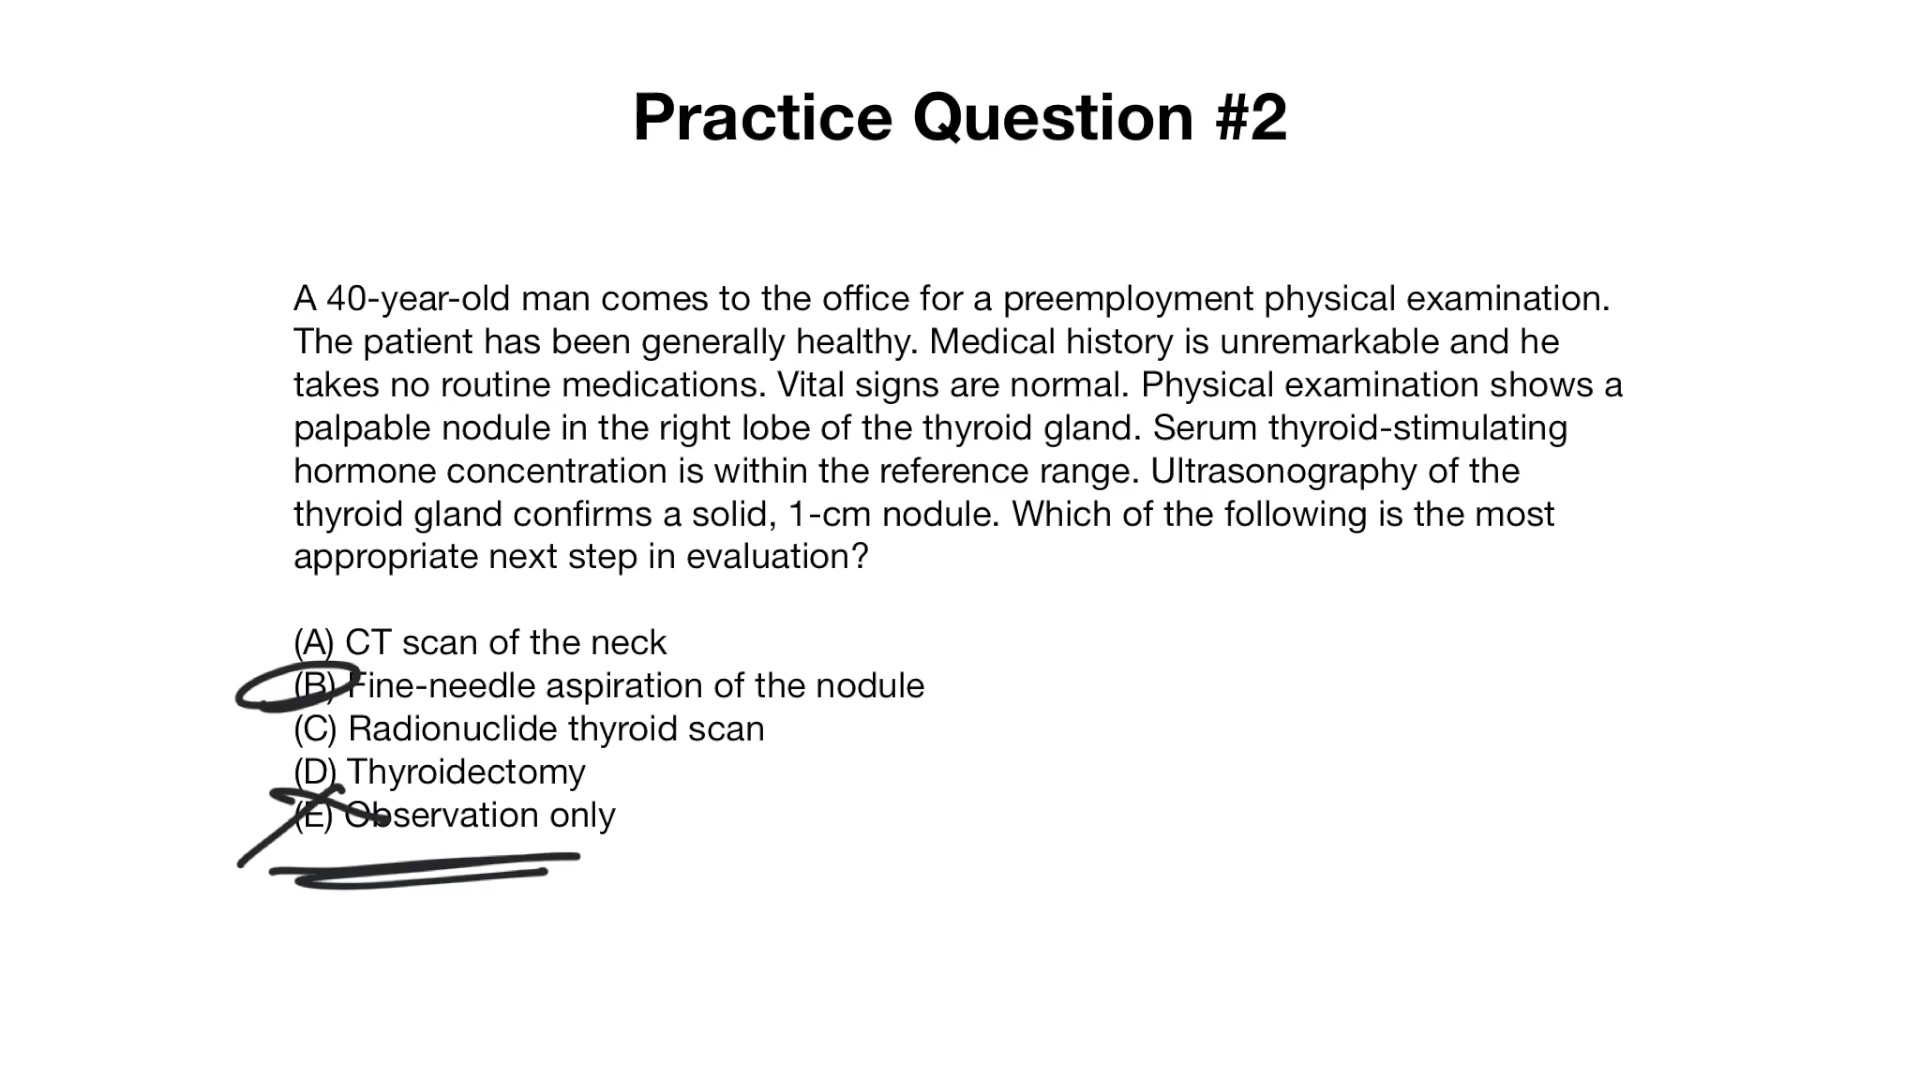 Practice Question #2
A 40-year-old man comes to the office for a preemployment physical examination.
The patient has been generally healthy. Medical history is unremarkable and he
takes no routine medications. Vital signs are normal. Physical examination shows a
palpable nodule in the right lobe of the thyroid gland. Serum thyroid-stimulating
hormone concentration is within the reference range. Ultrasonography of the
thyroid gland confirms a solid, 1-cm nodule. Which of the following is the most
appropriate next step in evaluation?
(A) CT scan of the neck
(B) Fine-needle aspiration of the nodule
(C) Radionuclide thyroid scan
(D) Thyroidectomy
(E) Observation only